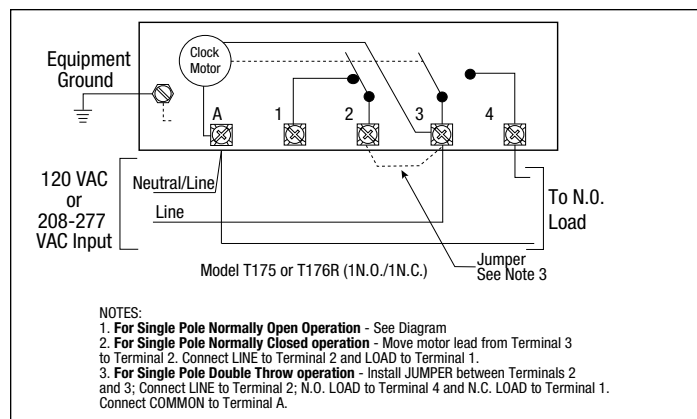 Equipment
Ground
Clock
Motor
A
1
2
3
4
120 VAC
or
208-277
VAC Input
Neutral/Line
Line
To N.O.
Load
Jumper
See Note 3
Model T175 or T176R (1N.O./1N.C.)
NOTES:
1. For Single Pole Normally Open Operation - See Diagram
2. For Single Pole Normally Closed operation - Move motor lead from Terminal 3
to Terminal 2. Connect LINE to Terminal 2 and LOAD to Terminal 1.
3. For Single Pole Double Throw operation - Install JUMPER between Terminals 2
and 3; Connect LINE to Terminal 2; N.O. LOAD to Terminal 4 and N.C. LOAD to Terminal 1.
Connect COMMON to Terminal A.